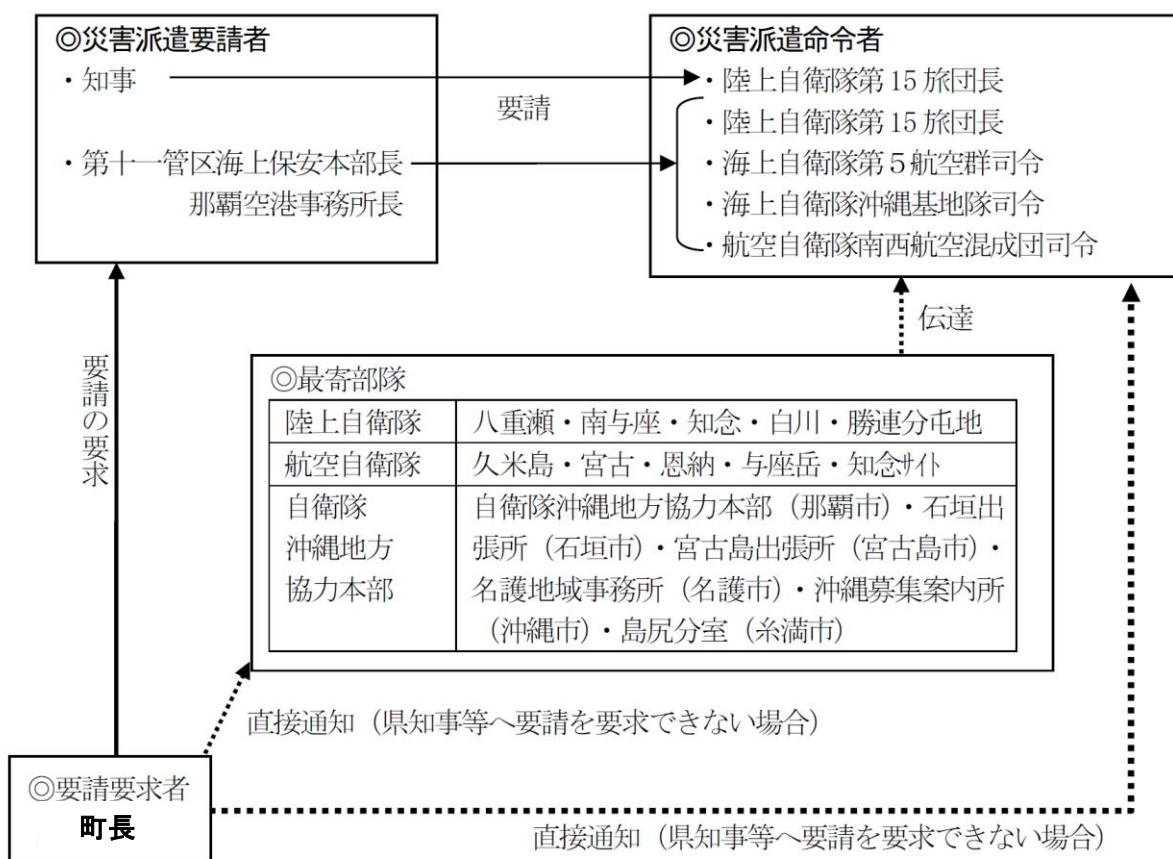 ◎災害派遣要請者
・知事
・第十一管区海上保安本部長
那覇空港事務所長
要請
◎災害派遣命令者
・陸上自衛隊第15旅団長
・陸上自衛隊第15旅団長
・海上自衛隊第5航空群司令
・海上自衛隊沖縄基地隊司令
・航空自衛隊南西航空混成団司令
伝達
要請の要求
◎最寄部隊
陸上自衛隊 八重瀬・南与座・知念・白川・勝連分屯地
航空自衛隊 久米島・宮古・恩納・与座岳・知念ｻｲﾄ
自衛隊 自衛隊沖縄地方協力本部（那覇市）・石垣出
沖縄地方 張所（石垣市）・宮古島出張所（宮古島市）・
協力本部 名護地域事務所（名護市）・沖縄募集案内所
（沖縄市）・島尻分室（糸満市）
直接通知（県知事等へ要請を要求できない場合）
◎要請要求者
町長
直接通知（県知事等へ要請を要求できない場合）